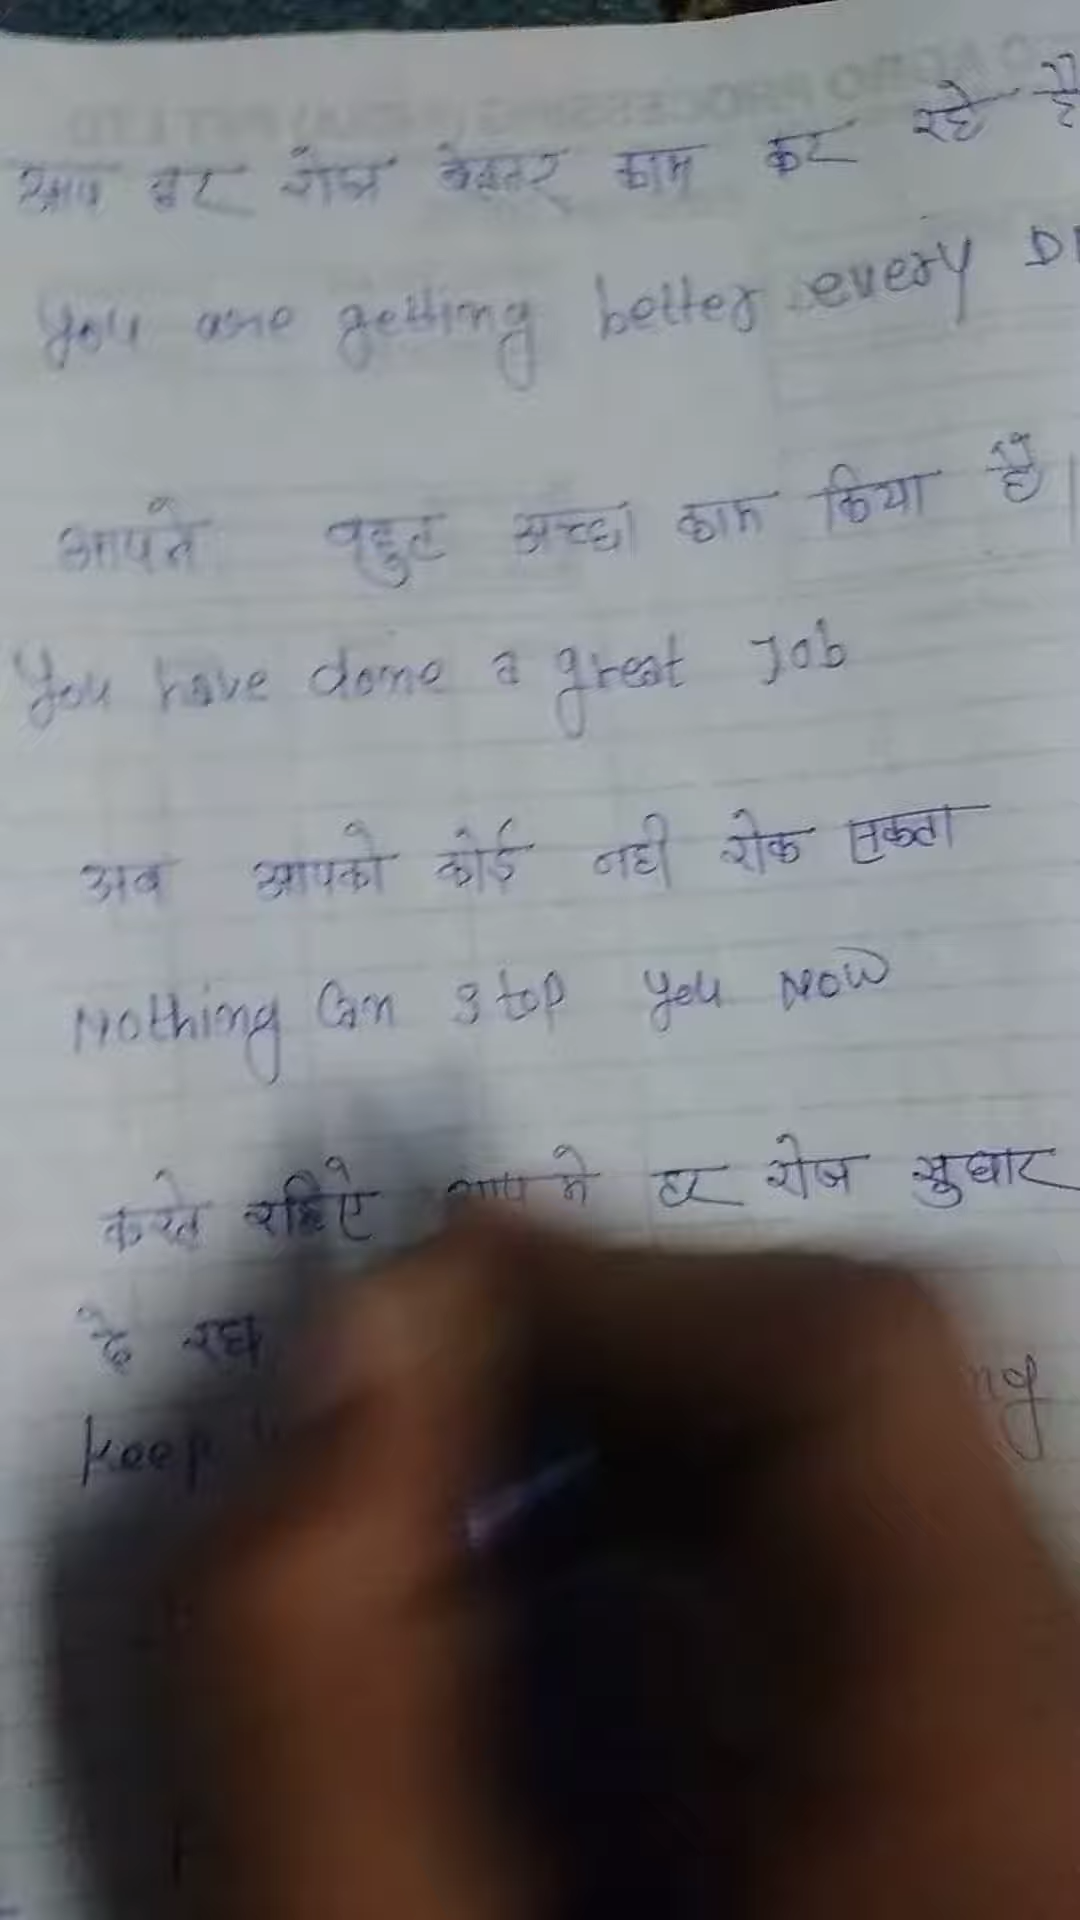 आप हर रोज बेहतर काम कर रहे है
You are getting better every
आपने बहुत अच्छा काम किया है।
You have done a great Job
अब आपको कोई नही रोक सकता
Nothing Can stop you Now
करते रहिऐ आप मे हर रोज सुधार
keep